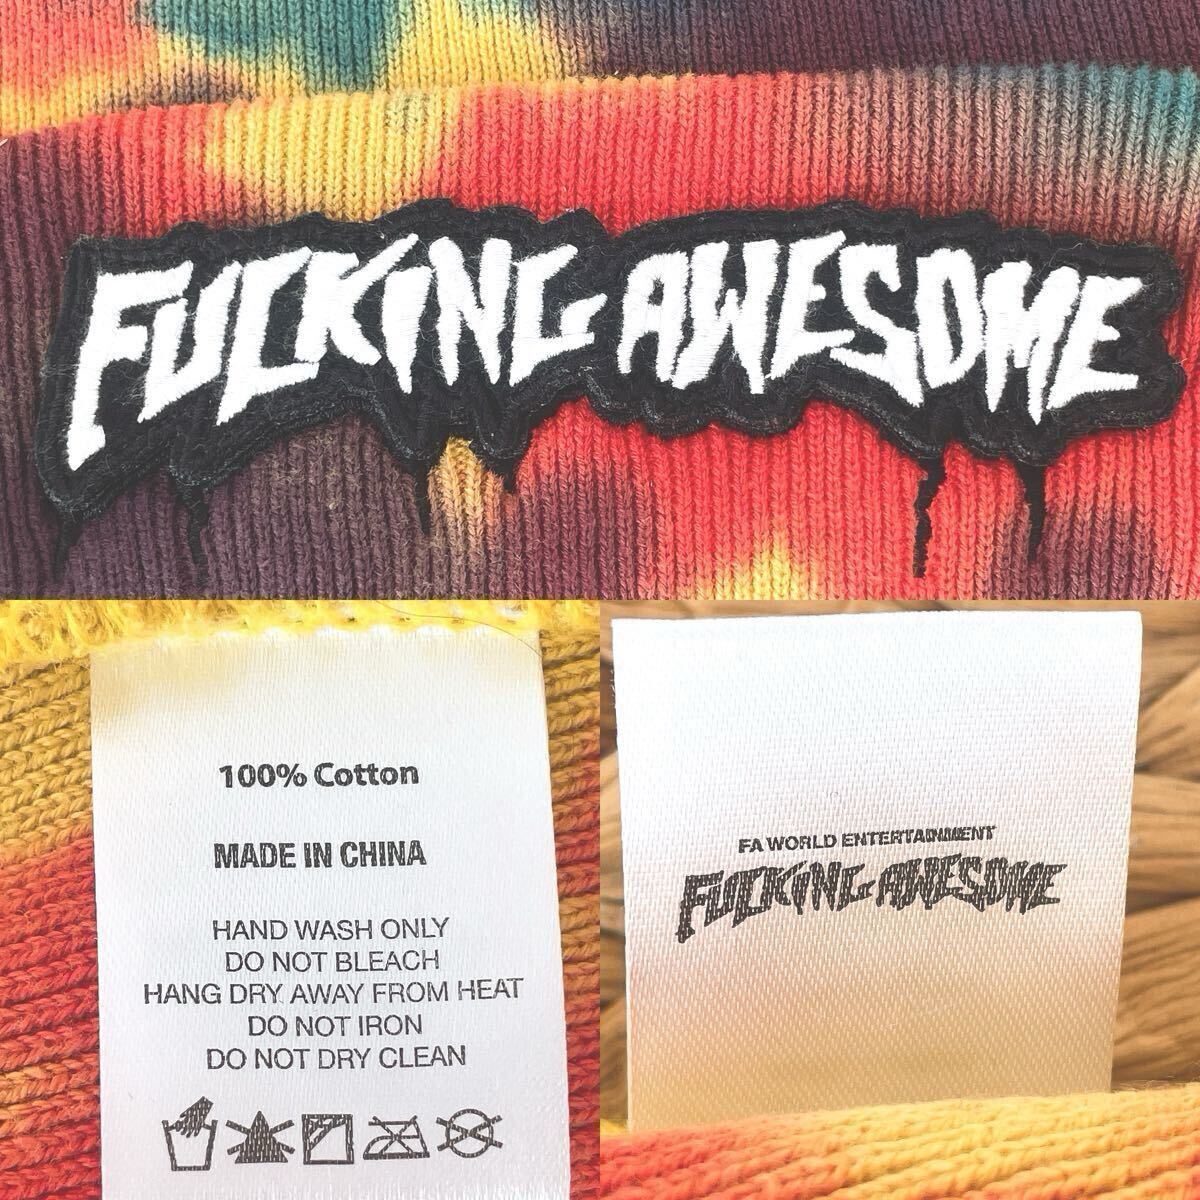 FUCKiNG AWESOME
100% Cotton
MADE IN CHINA
HAND WASH ONLY
DO NOT BLEACH
HANG DRY AWAY FROM HEAT
DO NOT IRON
DO NOT DRY CLEAN
FA WORLD ENTERTAINMENT
FUCKiNG AWESOME